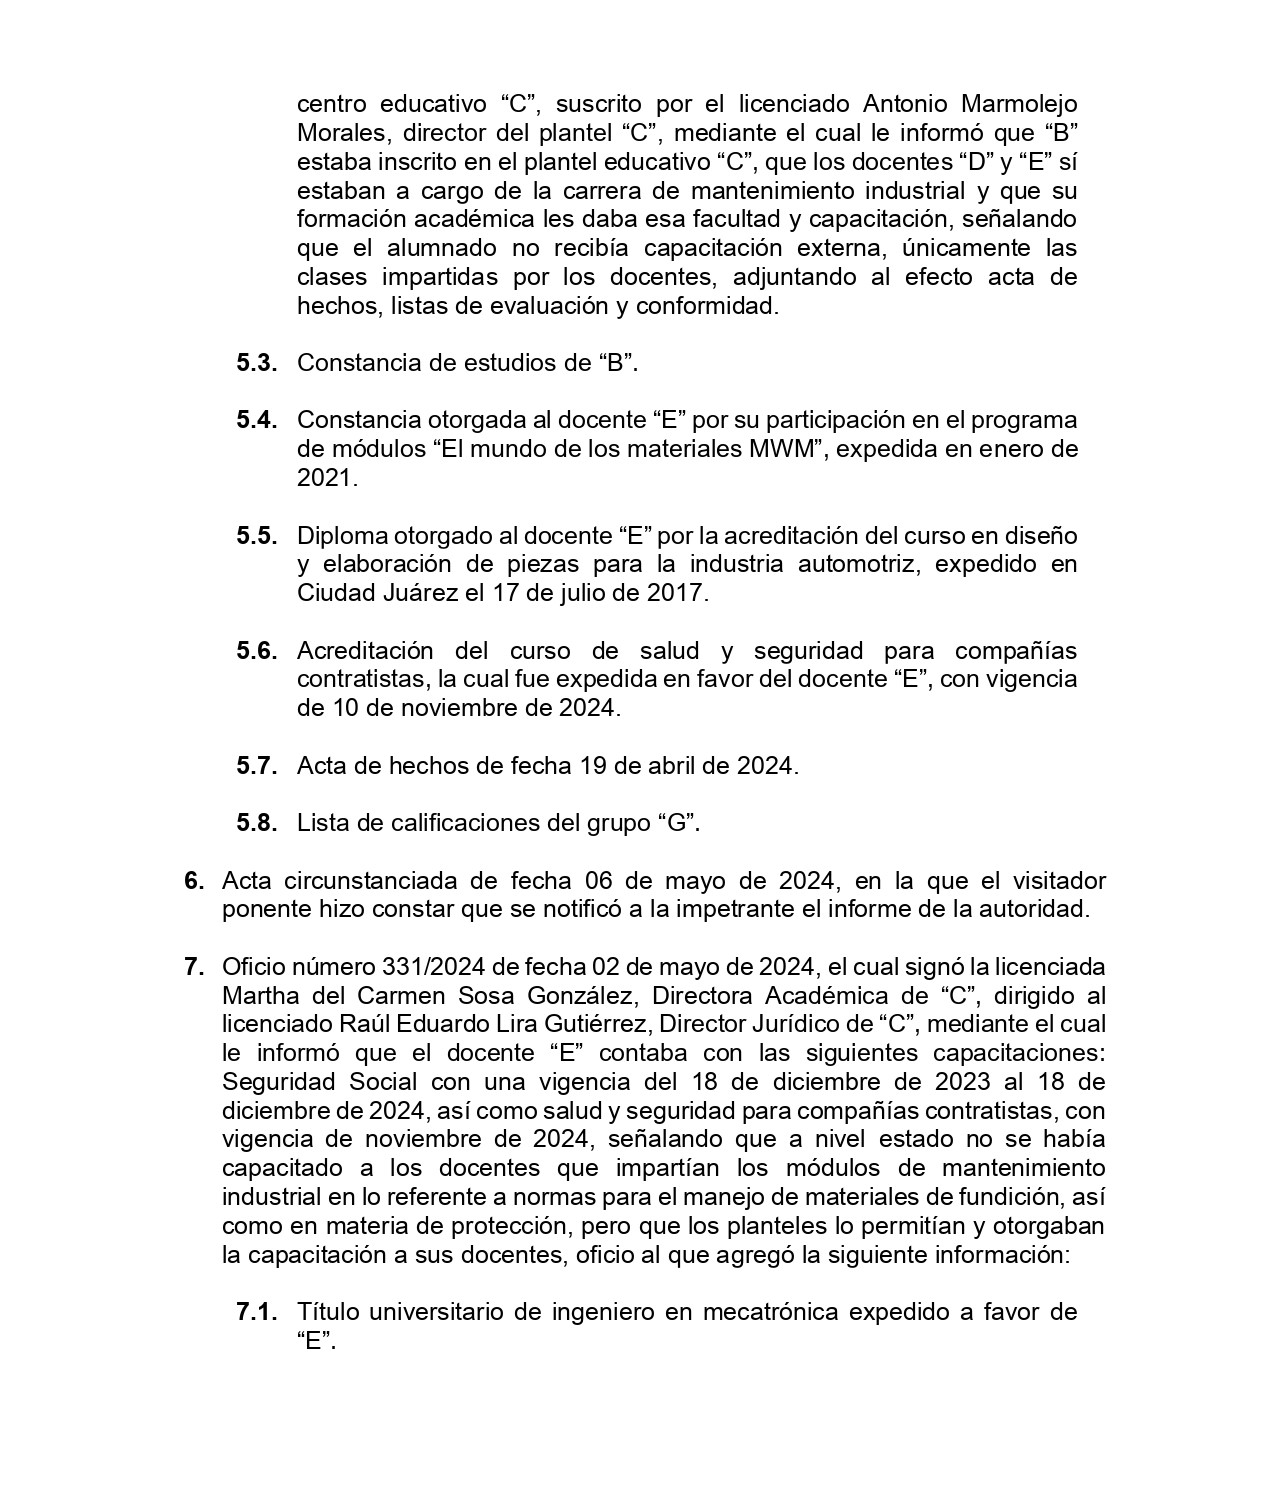 centro educativo “C”, suscrito por el licenciado Antonio Marmolejo
Morales, director del plantel “C”, mediante el cual le informó que “B”
estaba inscrito en el plantel educativo “C”, que los docentes “D” y “E” sí
estaban a cargo de la carrera de mantenimiento industrial y que su
formación académica les daba esa facultad y capacitación, señalando
que el alumnado no recibía capacitación externa, únicamente las
clases impartidas por los docentes, adjuntando al efecto acta de
hechos, listas de evaluación y conformidad.
5.3. Constancia de estudios de “B”.
5.4. Constancia otorgada al docente “E” por su participación en el programa
de módulos “El mundo de los materiales MWM”, expedida en enero de
2021.
5.5. Diploma otorgado al docente “E” por la acreditación del curso en diseño
y elaboración de piezas para la industria automotriz, expedido en
Ciudad Juárez el 17 de julio de 2017.
5.6. Acreditación del curso de salud y seguridad para compañías
contratistas, la cual fue expedida en favor del docente “E”, con vigencia
de 10 de noviembre de 2024.
5.7. Acta de hechos de fecha 19 de abril de 2024.
5.8. Lista de calificaciones del grupo “G”.
6. Acta circunstanciada de fecha 06 de mayo de 2024, en la que el visitador
ponente hizo constar que se notificó a la impetrante el informe de la autoridad.
7. Oficio número 331/2024 de fecha 02 de mayo de 2024, el cual signó la licenciada
Martha del Carmen Sosa González, Directora Académica de “C”, dirigido al
licenciado Raúl Eduardo Lira Gutiérrez, Director Jurídico de “C”, mediante el cual
le informó que el docente “E” contaba con las siguientes capacitaciones:
Seguridad Social con una vigencia del 18 de diciembre de 2023 al 18 de
diciembre de 2024, así como salud y seguridad para compañías contratistas, con
vigencia de noviembre de 2024, señalando que a nivel estado no se había
capacitado a los docentes que impartían los módulos de mantenimiento
industrial en lo referente a normas para el manejo de materiales de fundición, así
como en materia de protección, pero que los planteles lo permitían y otorgaban
la capacitación a sus docentes, oficio al que agregó la siguiente información:
7.1. Título universitario de ingeniero en mecatrónica expedido a favor de
“E”.